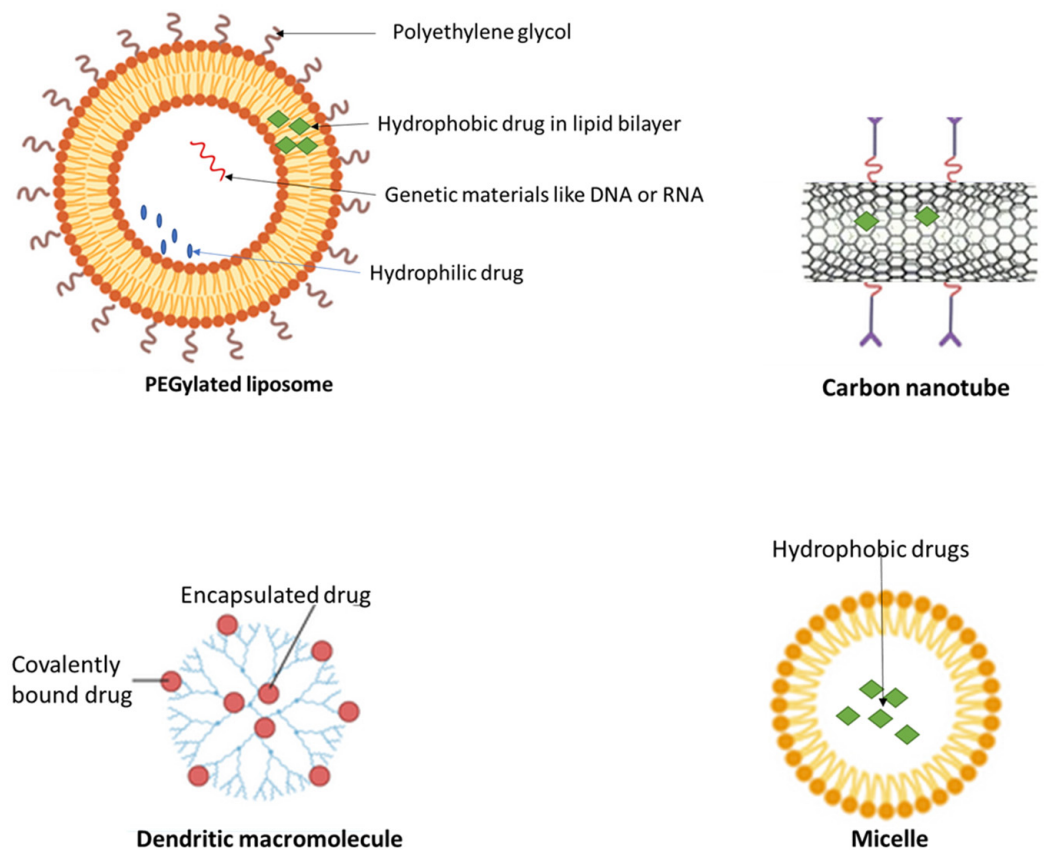 Polyethylene glycol
Hydrophobic drug in lipid bilayer
Genetic materials like DNA or RNA
Hydrophilic drug
PEGylated liposome
Carbon nanotube
Encapsulated drug
Covalently
bound drug
Dendritic macromolecule
Hydrophobic drugs
Micelle